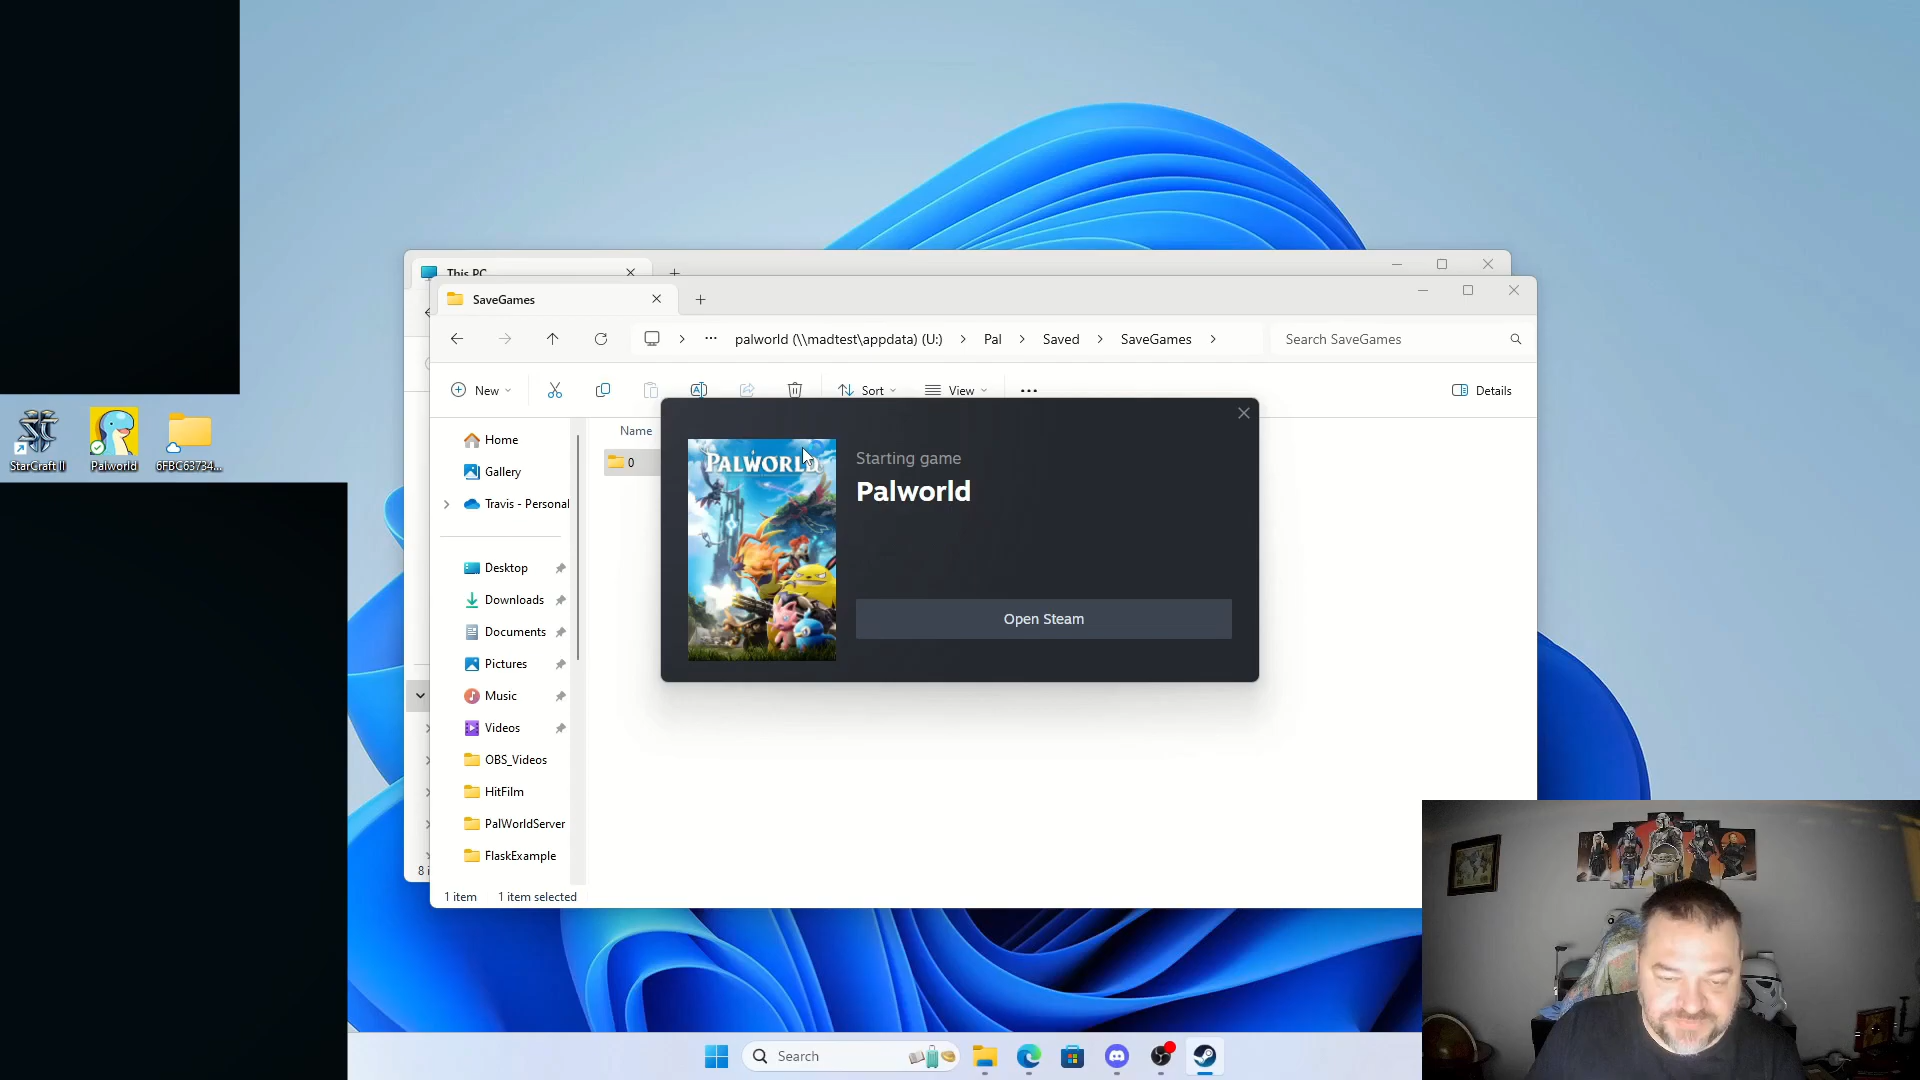 StarCraft II
Palworld
6FBC63734...
This PC
SaveGames
palworld (\\madtest\appdata) (U:)
Pal
Saved
SaveGames
Search SaveGames
New
Sort
View
Details
Home
Gallery
Travis - Personal
Desktop
Downloads
Documents
Pictures
Music
Videos
OBS_Videos
HitFilm
PalWorldServer
FlaskExample
Name
0
PALWORLD
Starting game
Palworld
Open Steam
1 item
1 item selected
Search